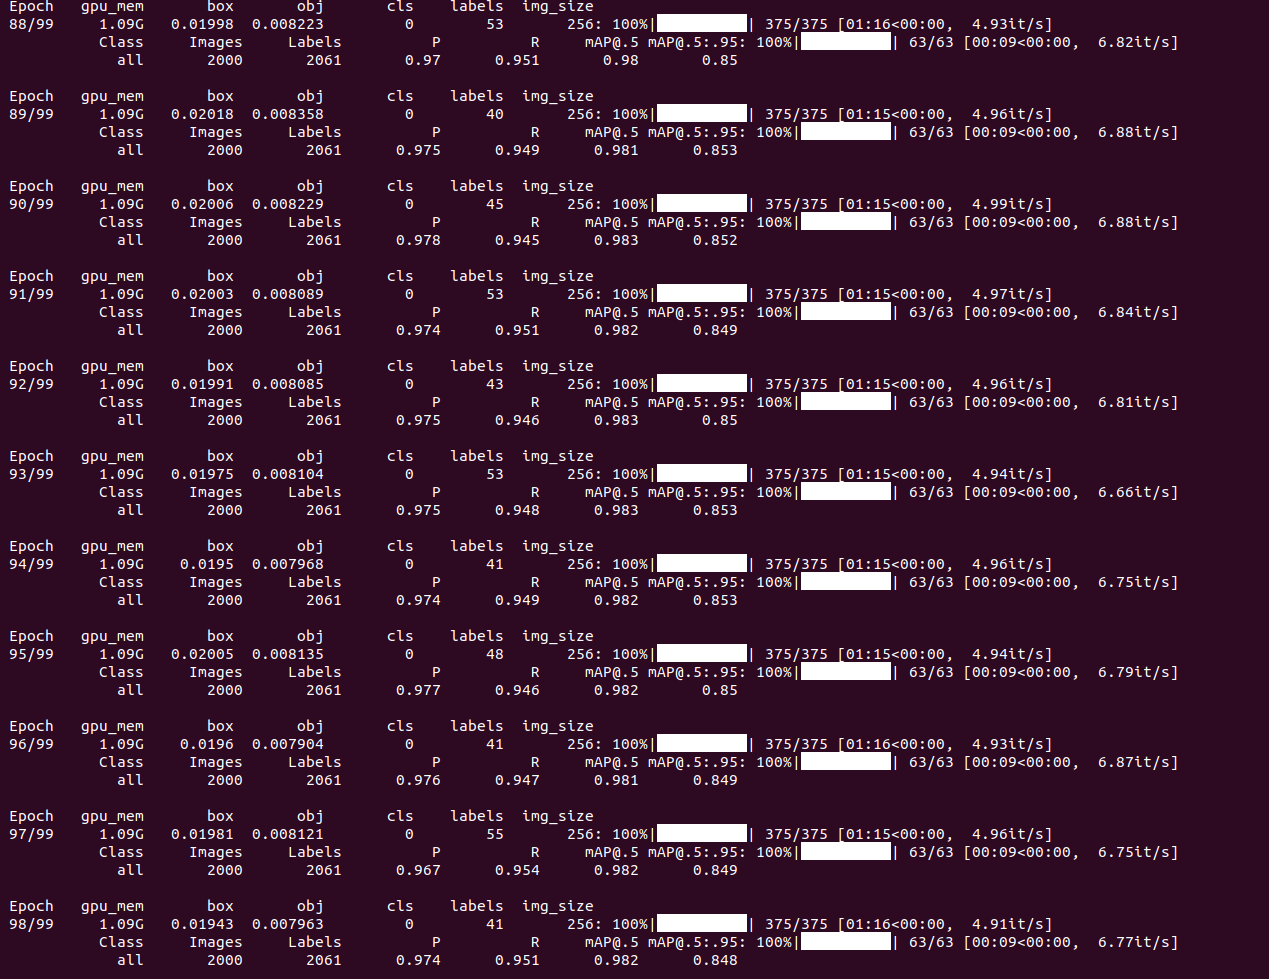 Epoch gpu_mem box obj cls labels img_size
88/99 1.09G 0.01998 0.008223 0 53 256: 100%|██████████| 375/375 [01:16<00:00, 4.93it/s]
Class Images Labels P R mAP@.5 mAP@.5:.95: 100%|██████████| 63/63 [00:09<00:00, 6.82it/s]
all 2000 2061 0.97 0.951 0.98 0.85
Epoch gpu_mem box obj cls labels img_size
89/99 1.09G 0.02018 0.008358 0 40 256: 100%|██████████| 375/375 [01:15<00:00, 4.96it/s]
Class Images Labels P R mAP@.5 mAP@.5:.95: 100%|██████████| 63/63 [00:09<00:00, 6.88it/s]
all 2000 2061 0.975 0.949 0.981 0.853
Epoch gpu_mem box obj cls labels img_size
90/99 1.09G 0.02006 0.008229 0 45 256: 100%|██████████| 375/375 [01:15<00:00, 4.99it/s]
Class Images Labels P R mAP@.5 mAP@.5:.95: 100%|██████████| 63/63 [00:09<00:00, 6.88it/s]
all 2000 2061 0.978 0.945 0.983 0.852
Epoch gpu_mem box obj cls labels img_size
91/99 1.09G 0.02003 0.008089 0 53 256: 100%|██████████| 375/375 [01:15<00:00, 4.97it/s]
Class Images Labels P R mAP@.5 mAP@.5:.95: 100%|██████████| 63/63 [00:09<00:00, 6.84it/s]
all 2000 2061 0.974 0.951 0.982 0.849
Epoch gpu_mem box obj cls labels img_size
92/99 1.09G 0.01991 0.008085 0 43 256: 100%|██████████| 375/375 [01:15<00:00, 4.96it/s]
Class Images Labels P R mAP@.5 mAP@.5:.95: 100%|██████████| 63/63 [00:09<00:00, 6.81it/s]
all 2000 2061 0.975 0.946 0.983 0.85
Epoch gpu_mem box obj cls labels img_size
93/99 1.09G 0.01975 0.008104 0 53 256: 100%|██████████| 375/375 [01:15<00:00, 4.94it/s]
Class Images Labels P R mAP@.5 mAP@.5:.95: 100%|██████████| 63/63 [00:09<00:00, 6.66it/s]
all 2000 2061 0.975 0.948 0.983 0.853
Epoch gpu_mem box obj cls labels img_size
94/99 1.09G 0.0195 0.007968 0 41 256: 100%|██████████| 375/375 [01:15<00:00, 4.96it/s]
Class Images Labels P R mAP@.5 mAP@.5:.95: 100%|██████████| 63/63 [00:09<00:00, 6.75it/s]
all 2000 2061 0.974 0.949 0.982 0.853
Epoch gpu_mem box obj cls labels img_size
95/99 1.09G 0.02005 0.008135 0 48 256: 100%|██████████| 375/375 [01:15<00:00, 4.94it/s]
Class Images Labels P R mAP@.5 mAP@.5:.95: 100%|██████████| 63/63 [00:09<00:00, 6.79it/s]
all 2000 2061 0.977 0.946 0.982 0.85
Epoch gpu_mem box obj cls labels img_size
96/99 1.09G 0.0196 0.007904 0 41 256: 100%|██████████| 375/375 [01:16<00:00, 4.93it/s]
Class Images Labels P R mAP@.5 mAP@.5:.95: 100%|██████████| 63/63 [00:09<00:00, 6.87it/s]
all 2000 2061 0.976 0.947 0.981 0.849
Epoch gpu_mem box obj cls labels img_size
97/99 1.09G 0.01981 0.008121 0 55 256: 100%|██████████| 375/375 [01:15<00:00, 4.96it/s]
Class Images Labels P R mAP@.5 mAP@.5:.95: 100%|██████████| 63/63 [00:09<00:00, 6.75it/s]
all 2000 2061 0.967 0.954 0.982 0.849
Epoch gpu_mem box obj cls labels img_size
98/99 1.09G 0.01943 0.007963 0 41 256: 100%|██████████| 375/375 [01:16<00:00, 4.91it/s]
Class Images Labels P R mAP@.5 mAP@.5:.95: 100%|██████████| 63/63 [00:09<00:00, 6.77it/s]
all 2000 2061 0.974 0.951 0.982 0.848